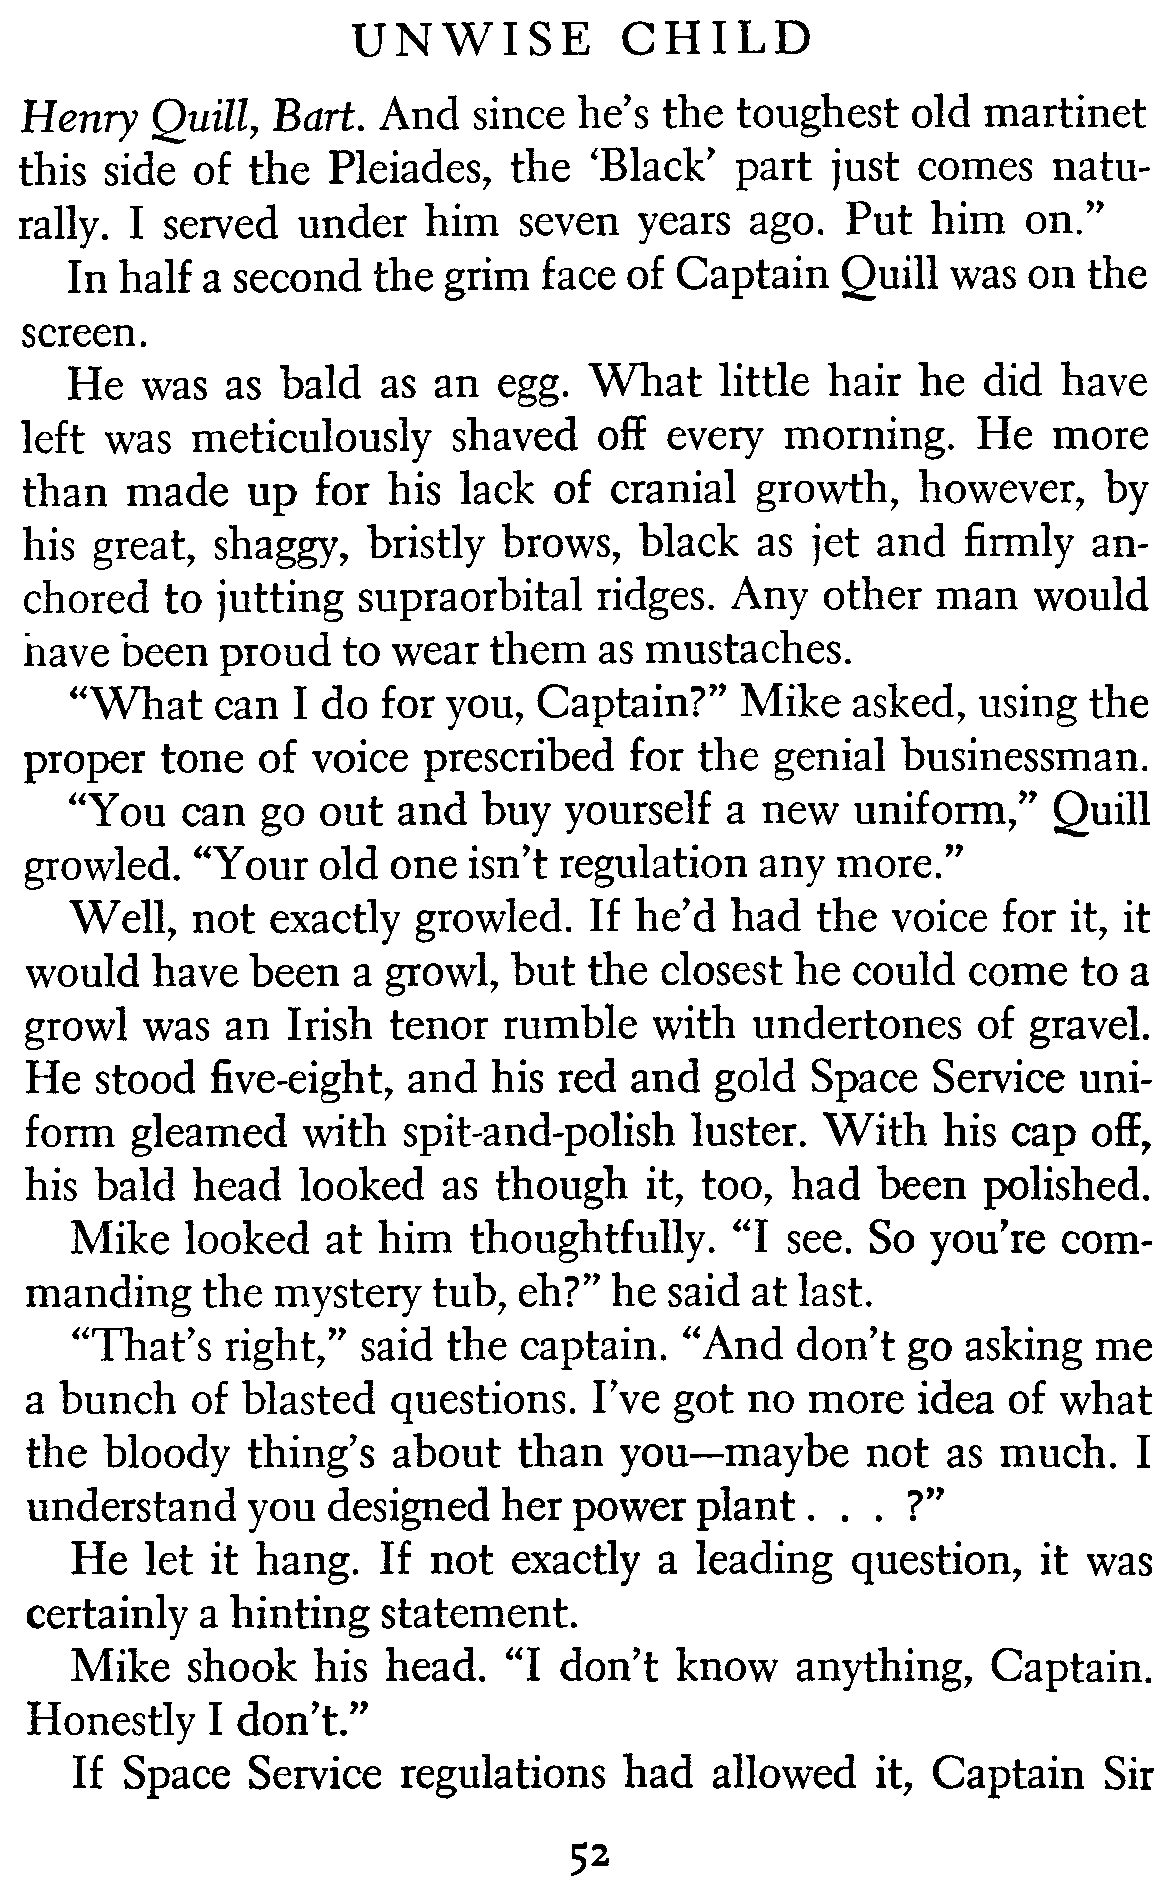 UNWISE CHILD
Henry Quill, Bart. And since he’s the toughest old martinet
this side of the Pleiades, the ‘Black’ part just comes natu-
rally. I served under him seven years ago. Put him on.”
In half a second the grim face of Captain Quill was on the
screen.
He was as bald as an egg. What little hair he did have
left was meticulously shaved off every morning. He more
than made up for his lack of cranial growth, however, by
his great, shaggy, bristly brows, black as jet and firmly an-
chored to jutting supraorbital ridges. Any other man would
have been proud to wear them as mustaches.
“What can I do for you, Captain?” Mike asked, using the
proper tone of voice prescribed for the genial businessman.
“You can go out and buy yourself a new uniform,” Quill
growled. “Your old one isn’t regulation any more.”
Well, not exactly growled. If he’d had the voice for it, it
would have been a growl, but the closest he could come to a
growl was an Irish tenor rumble with undertones of gravel.
He stood five-eight, and his red and gold Space Service uni-
form gleamed with spit-and-polish luster. With his cap off,
his bald head looked as though it, too, had been polished.
Mike looked at him thoughtfully. “I see. So you’re com-
manding the mystery tub, eh?” he said at last.
“That’s right,” said the captain. “And don’t go asking me
a bunch of blasted questions. I’ve got no more idea of what
the bloody thing’s about than you—maybe not as much. I
understand you designed her power plant . . . ?”
He let it hang. If not exactly a leading question, it was
certainly a hinting statement.
Mike shook his head. “I don’t know anything, Captain.
Honestly I don’t.”
If Space Service regulations had allowed it, Captain Sir
52